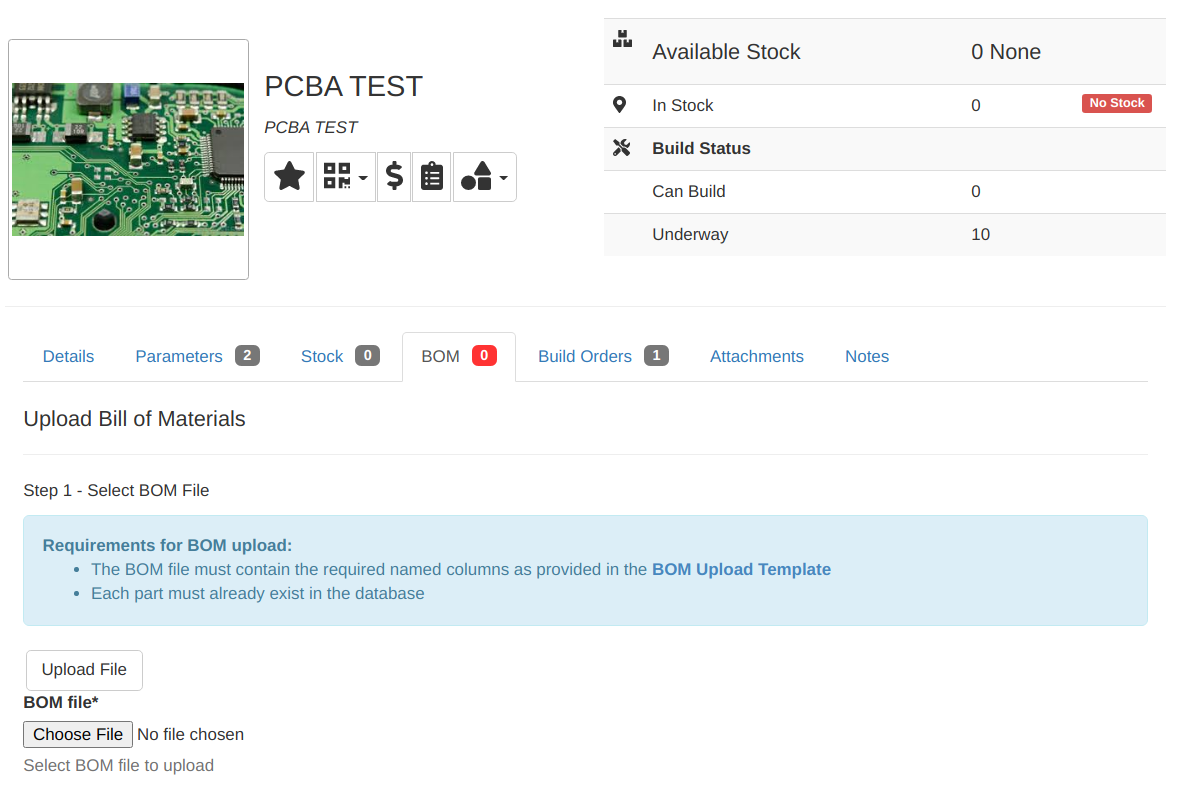 PCBA TEST
PCBA TEST
Available Stock 0 None
In Stock 0 No Stock
Build Status
Can Build 0
Underway 10
Details Parameters 2 Stock 0 BOM 0 Build Orders 1 Attachments Notes
Upload Bill of Materials
Step 1 - Select BOM File
Requirements for BOM upload:
The BOM file must contain the required named columns as provided in the BOM Upload Template
Each part must already exist in the database
Upload File
BOM file*
Choose File No file chosen
Select BOM file to upload